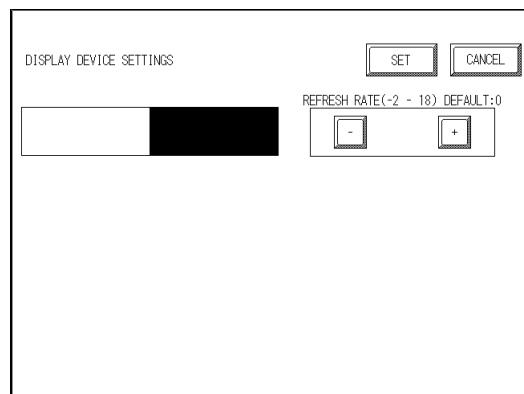 DISPLAY DEVICE SETTINGS
SET
CANCEL
REFRESH RATE(-2 - 18) DEFAULT:0
-
+